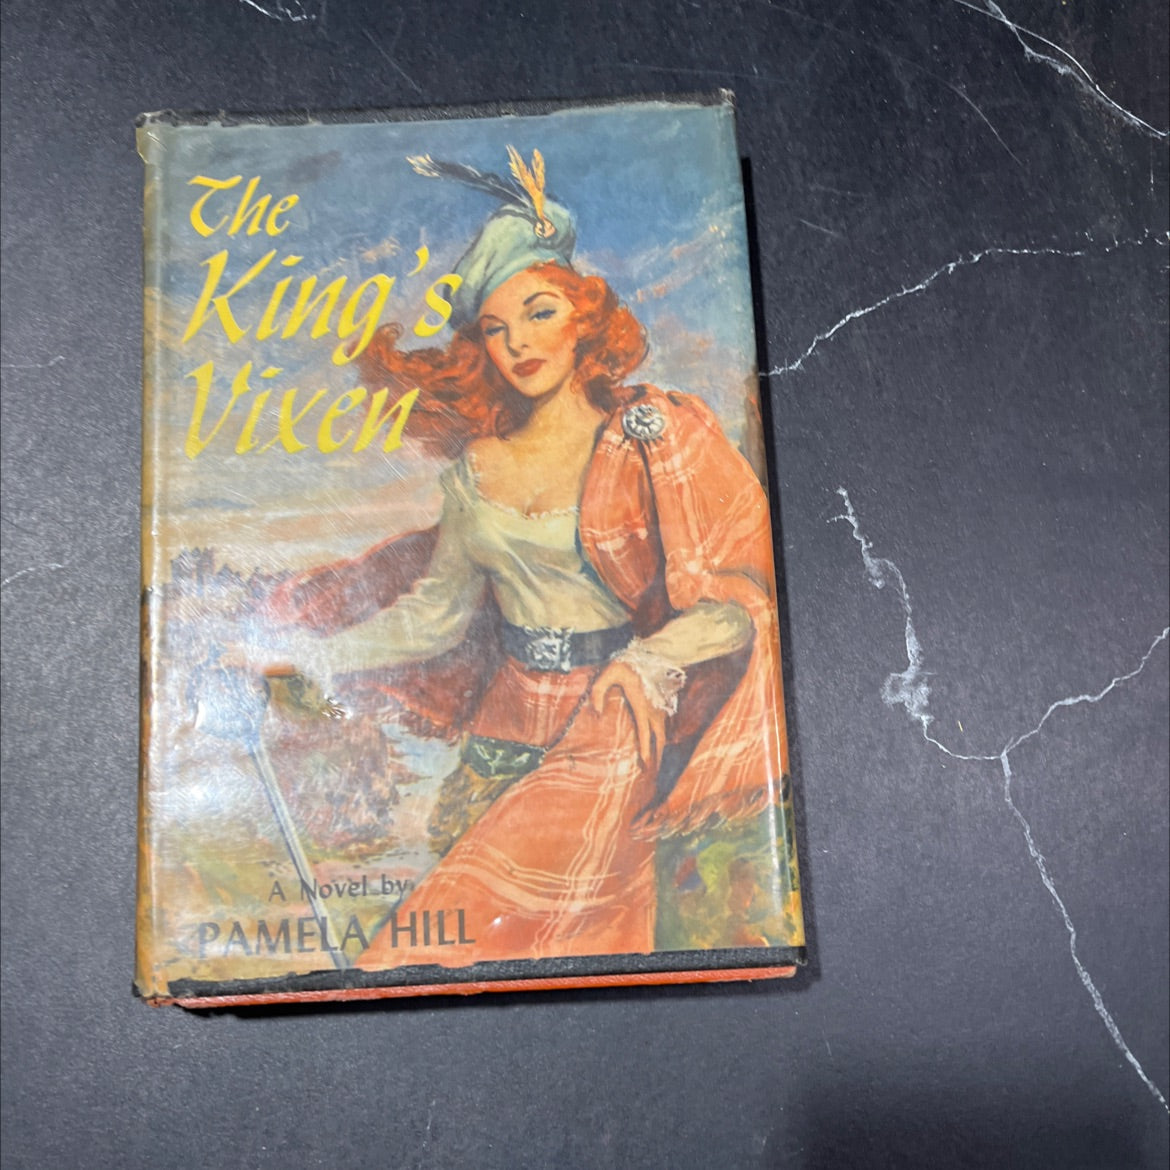 The
King's
Vixen
A Novel by
PAMELA HILL